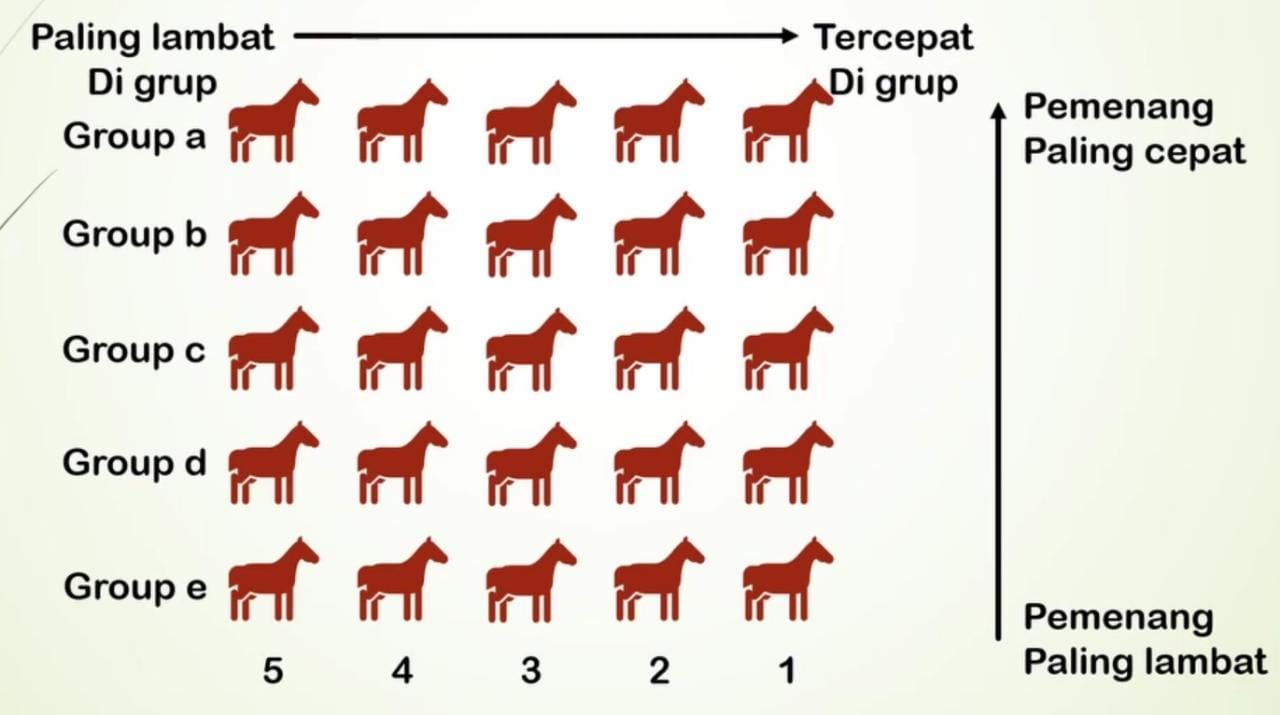 Paling lambat
Di grup
Tercepat
Di grup
Pemenang
Paling cepat
Group a
Group b
Group c
Group d
Group e
Pemenang
Paling lambat
5 4 3 2 1